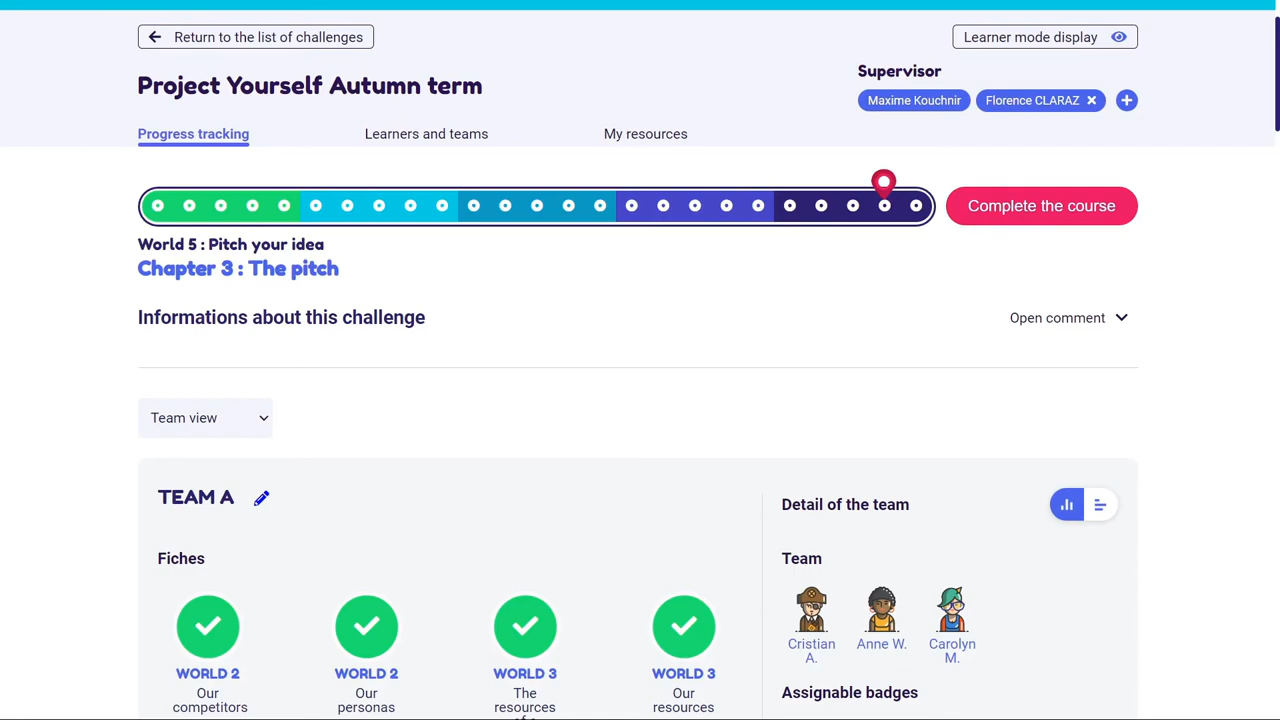 Return to the list of challenges
Learner mode display
Project Yourself Autumn term
Supervisor
Maxime Kouchnir
Florence CLARAZ
Progress tracking
Learners and teams
My resources
Complete the course
World 5 : Pitch your idea
Chapter 3 : The pitch
Informations about this challenge
Open comment
Team view
TEAM A
Detail of the team
Fiches
Team
Cristian
A.
Anne W.
Carolyn
M.
WORLD 2
Our
competitors
WORLD 2
Our
personas
WORLD 3
The
resources
WORLD 3
Our
resources
Assignable badges